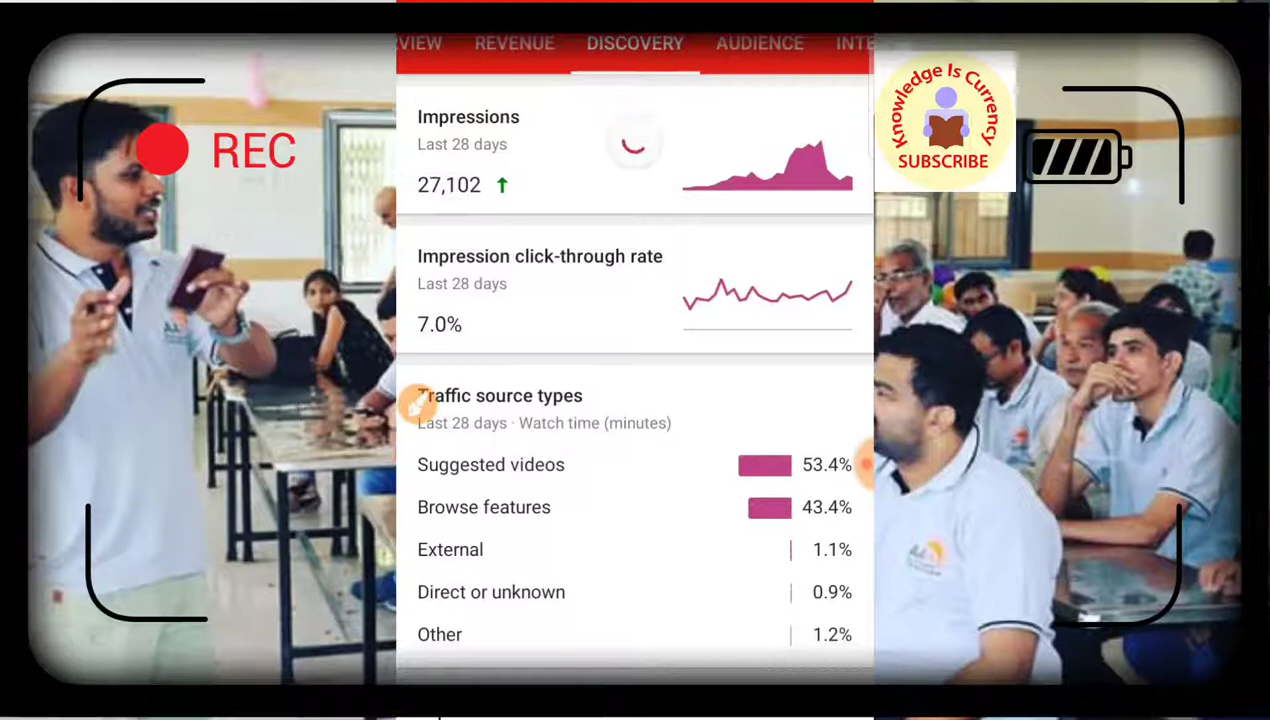 REC
VIEW REVENUE DISCOVERY AUDIENCE INTE
Impressions
Last 28 days
27,102
Impression click-through rate
Last 28 days
7.0%
Traffic source types
Last 28 days · Watch time (minutes)
Suggested videos 53.4%
Browse features 43.4%
External 1.1%
Direct or unknown 0.9%
Other 1.2%
Knowledge Is Currency
SUBSCRIBE